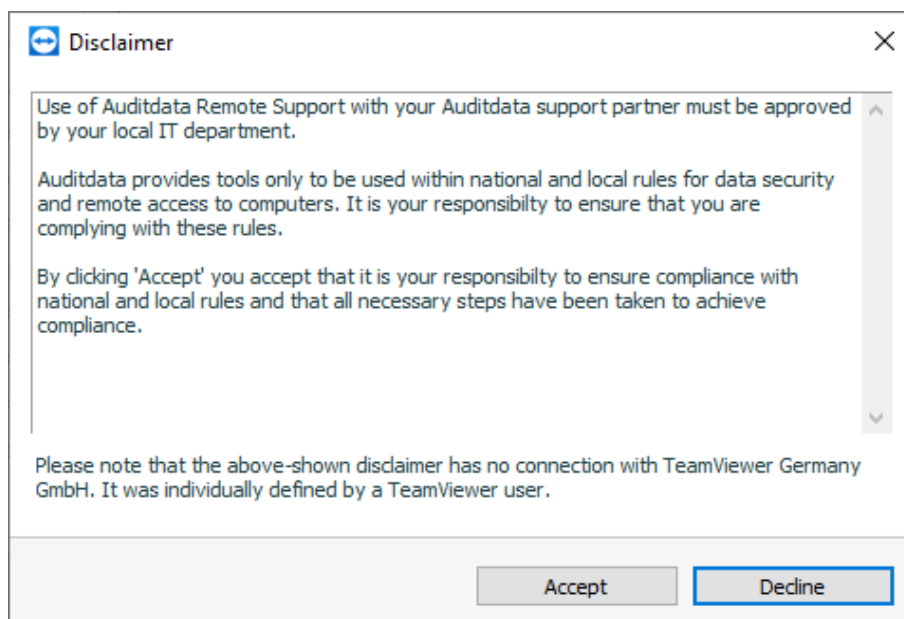 Disclaimer
Use of Auditdata Remote Support with your Auditdata support partner must be approved
by your local IT department.
Auditdata provides tools only to be used within national and local rules for data security
and remote access to computers. It is your responsibilty to ensure that you are
complying with these rules.
By clicking 'Accept' you accept that it is your responsibilty to ensure compliance with
national and local rules and that all necessary steps have been taken to achieve
compliance.
Please note that the above-shown disclaimer has no connection with TeamViewer Germany
GmbH. It was individually defined by a TeamViewer user.
Accept Decline